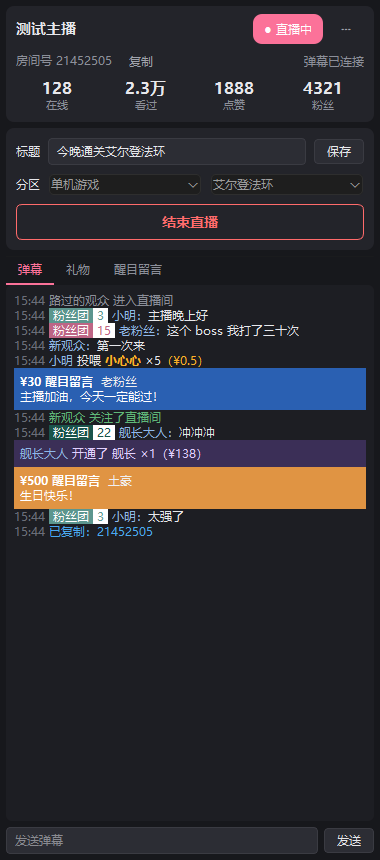 测试主播
● 直播中
...
房间号 21452505 复制 弹幕已连接
128 2.3万 1888 4321
在线 看过 点赞 粉丝
标题 今晚通关艾尔登法环 保存
分区 单机游戏 艾尔登法环
结束直播
弹幕 礼物 醒目留言
15:44 路过的观众 进入直播间
15:44 粉丝团 3 小明：主播晚上好
15:44 粉丝团 15 老粉丝：这个 boss 我打了三十次
15:44 新观众：第一次来
15:44 小明 投喂 小心心 ×5（¥0.5）
¥30 醒目留言 老粉丝
主播加油，今天一定能过！
15:44 新观众 关注了直播间
15:44 粉丝团 22 舰长大人：冲冲冲
舰长大人 开通了 舰长 ×1（¥138）
¥500 醒目留言 土豪
生日快乐！
15:44 粉丝团 3 小明：太强了
15:44 已复制：21452505
发送弹幕 发送